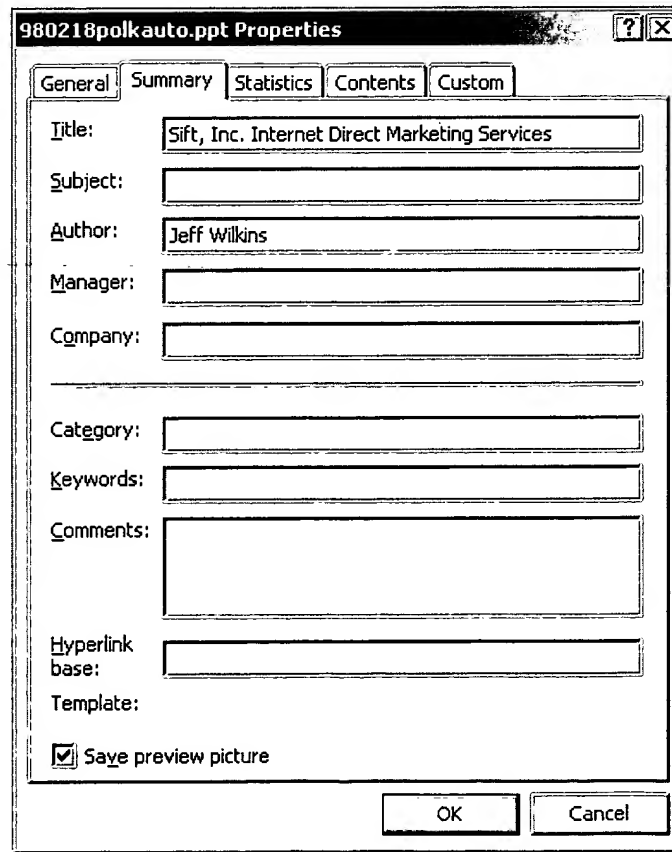 980218polkauto.ppt Properties
General Summary Statistics Contents Custom
Title: Sift, Inc. Internet Direct Marketing Services
Subject:
Author: Jeff Wilkins
Manager:
Company:
Category:
Keywords:
Comments:
Hyperlink
base:
Template:
Save preview picture
OK Cancel